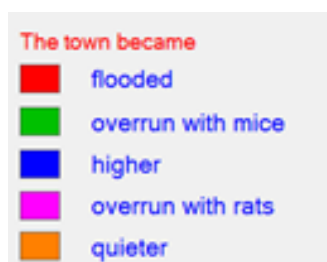 The town became
flooded
overrun with mice
higher
overrun with rats
quieter